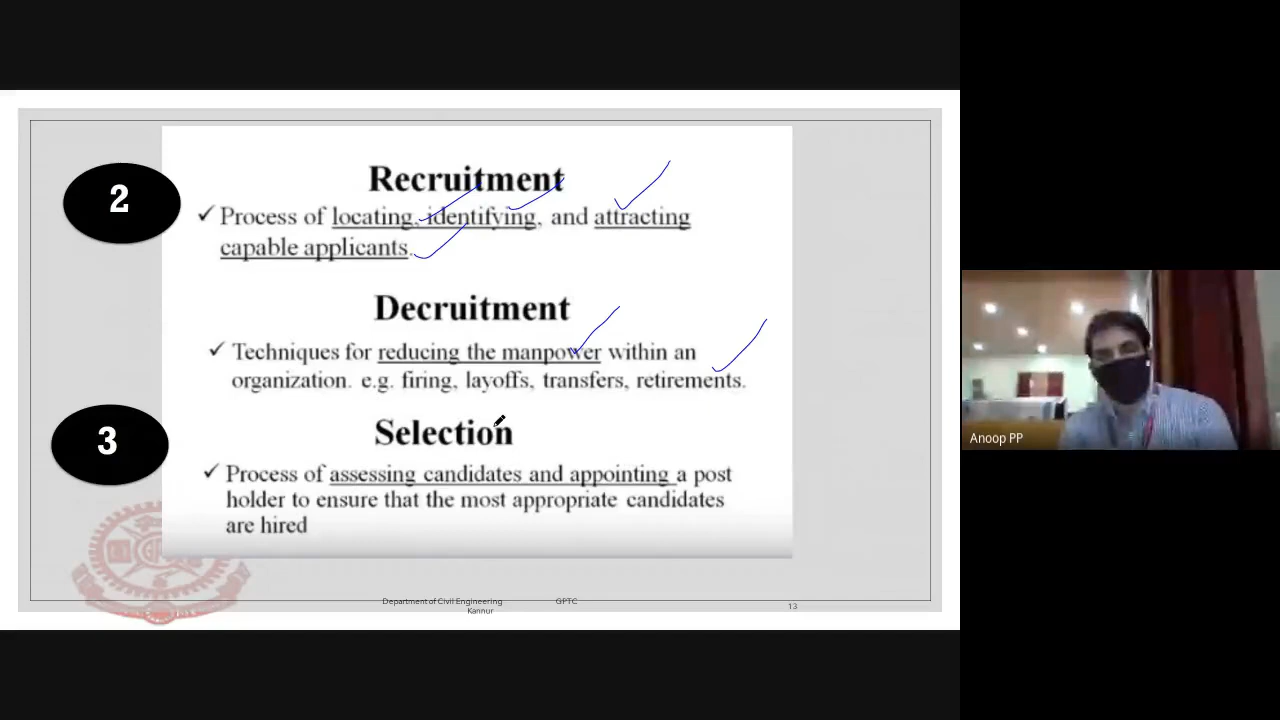 2
Recruitment
✓ Process of locating, identifying, and attracting
capable applicants.
Decruitment
✓ Techniques for reducing the manpower within an
organization. e.g. firing, layoffs, transfers, retirements.
3
Selection
✓ Process of assessing candidates and appointing a post
holder to ensure that the most appropriate candidates
are hired
Department of Civil Engineering GPTC
Kannur
13
Anoop PP